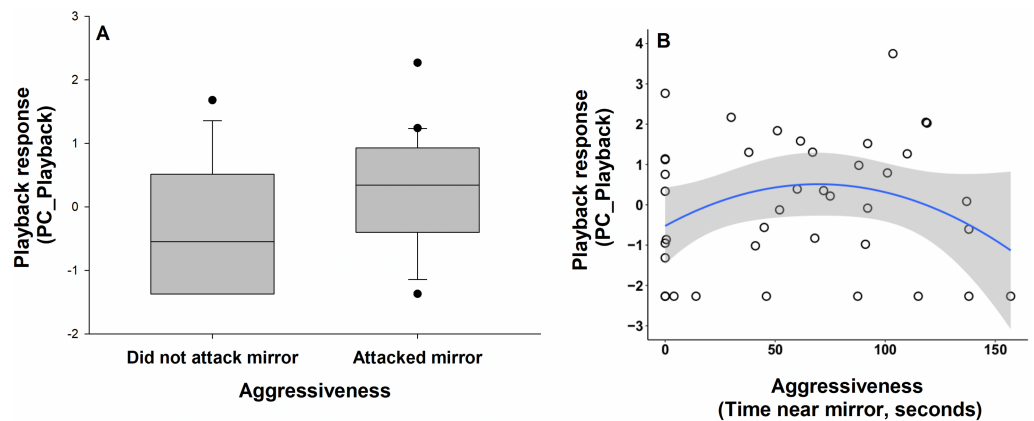 A
3
2
1
0
-1
-2
Playback response
(PC_Playback)
Did not attack mirror
Attacked mirror
Aggressiveness
B
4
3
2
1
0
−1
−2
−3
Playback response
(PC_Playback)
0
50
100
150
Aggressiveness
(Time near mirror, seconds)